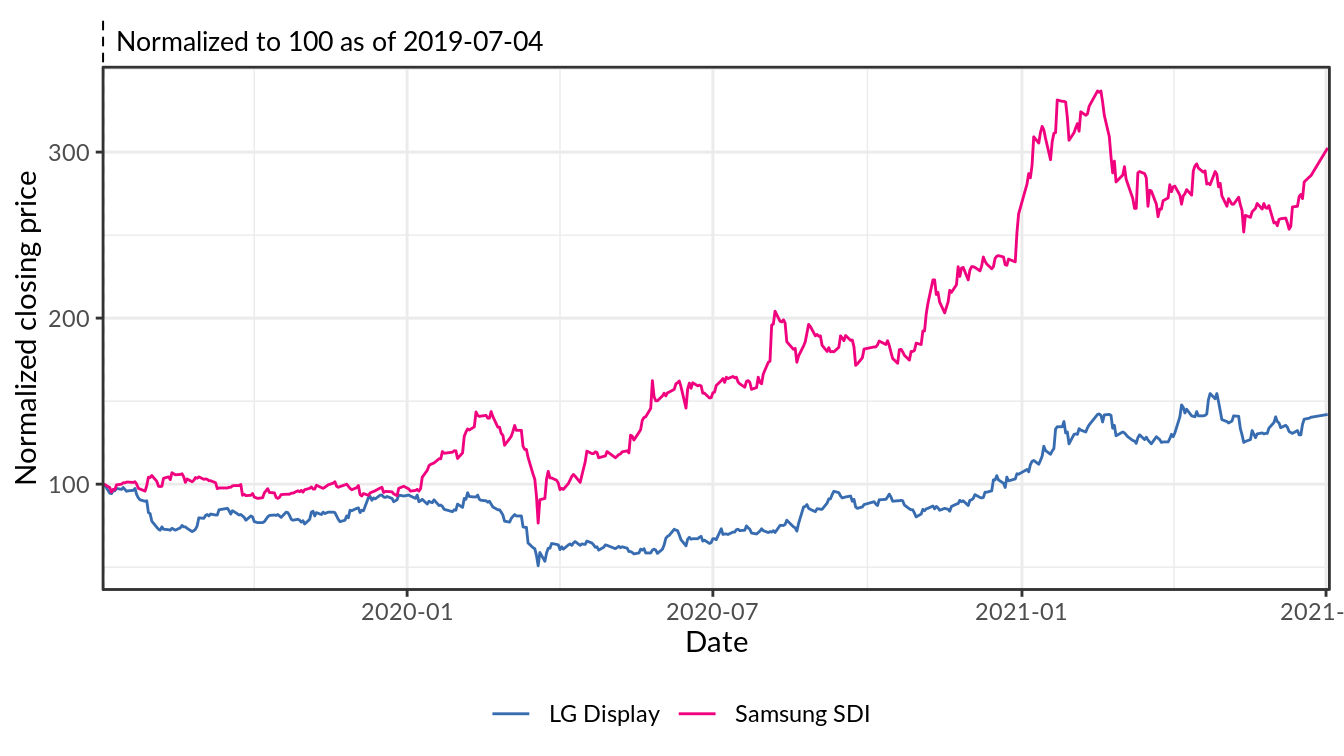 Normalized to 100 as of 2019-07-04
Normalized closing price
300
200
100
2020-01
2020-07
2021-01
2021-
Date
LG Display
Samsung SDI